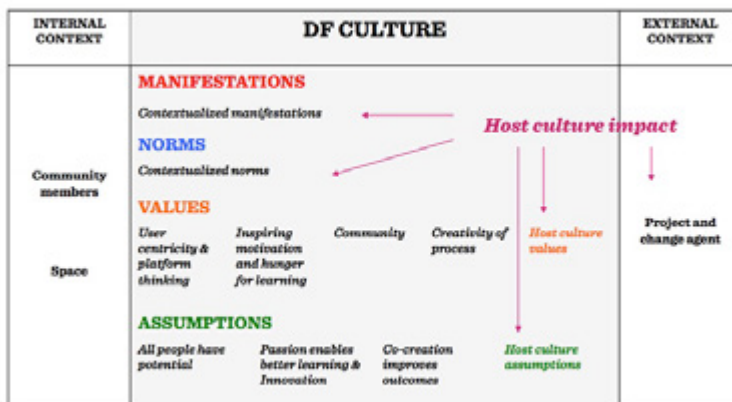 INTERNAL
CONTEXT
DF CULTURE
EXTERNAL
CONTEXT
MANIFESTATIONS
Contextualized manifestations
Host culture impact
NORMS
Contextualized norms
Community
members
Space
VALUES
User
centricity &
platform
thinking
Inspiring
motivation
and hunger
for learning
Community
Creativity of
process
Host culture
values
Project and
change agent
ASSUMPTIONS
All people have
potential
Passion enables
better learning &
Innovation
Co-creation
improves
outcomes
Host culture
assumptions